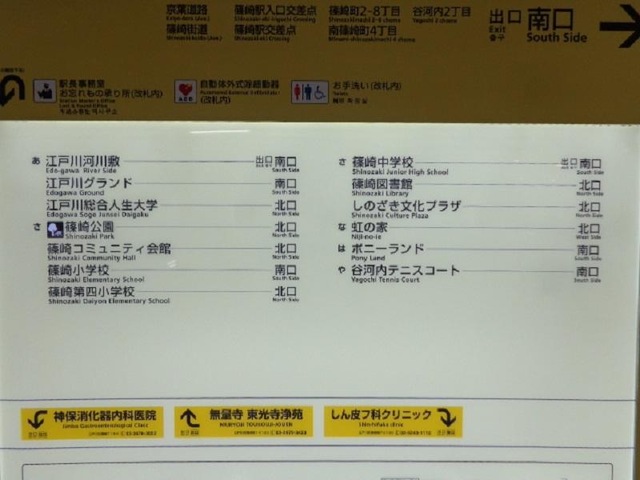 京葉道路 篠崎駅入口交差点 篠崎町2-8丁目 谷河内2丁目 出口 南口
Exit South Side
篠崎街道 篠崎駅交差点 南篠崎町4丁目
駅長事務室
お忘れもの承り所(改札内)
自動体外式除細動器
(改札内)
お手洗い(改札内)
AED
あ 江戸川河川敷 出口 南口
Edogawa River Side South Side
江戸川グランド 南口
Edogawa Ground South Side
江戸川総合人生大学 北口
Edogawa Sogo Jinsei Daigaku North Side
さ 篠崎公園 北口
Shinozaki Park North Side
篠崎コミュニティ会館 北口
Shinozaki Community Hall North Side
篠崎小学校 南口
Shinozaki Elementary School South Side
篠崎第四小学校 北口
Shinozaki Daiyon Elementary School North Side
さ 篠崎中学校 出口 南口
Shinozaki Junior High School South Side
篠崎図書館 北口
Shinozaki Library North Side
しのざき文化プラザ 北口
Shinozaki Culture Plaza North Side
な 虹の家 北口
Niji-no-ie
は ポニーランド 南口
Pony Land South Side
や 谷河内テニスコート 南口
Yagochi Tennis Court South Side
神保消化器内科医院
Jimbo Gastroenterological Clinic
無量寺 東光寺浄苑
しん皮フ科クリニック
Shinhifuka clinic